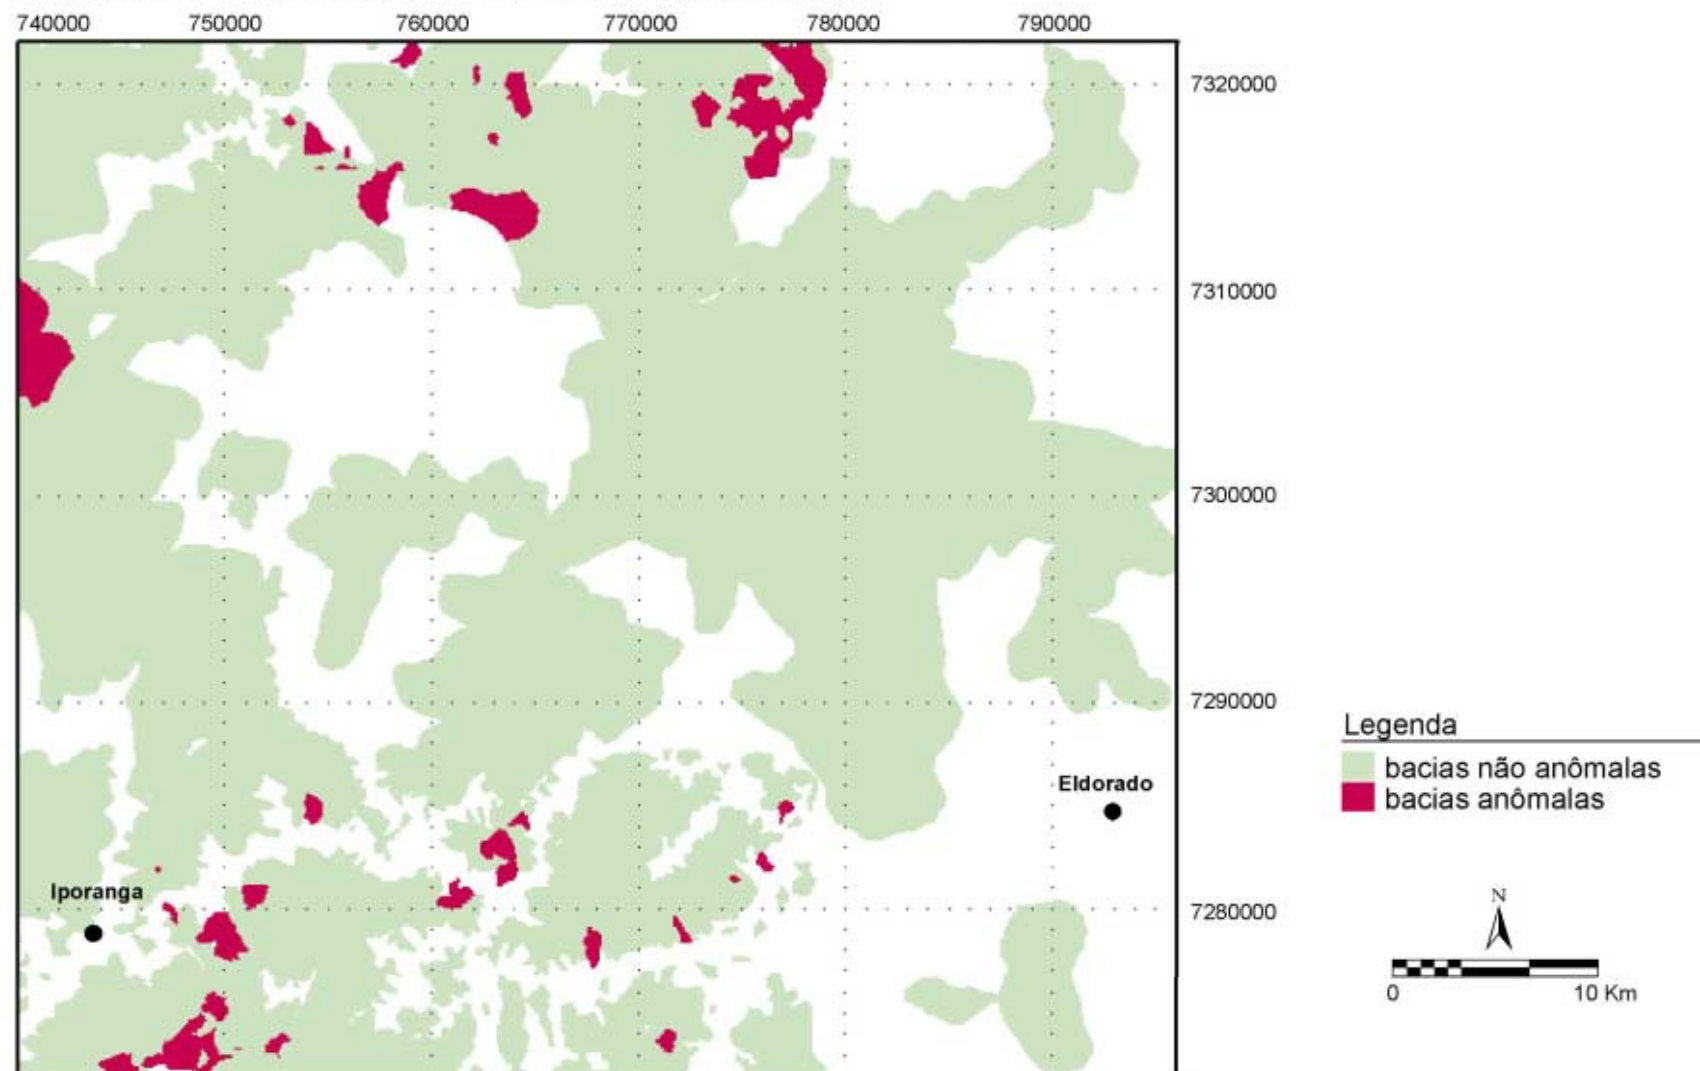 740000 750000 760000 770000 780000 790000
7320000
7310000
7300000
7290000
Legenda
bacias não anômalas
bacias anômalas
Eldorado
Iporanga
7280000
N
0 10 Km